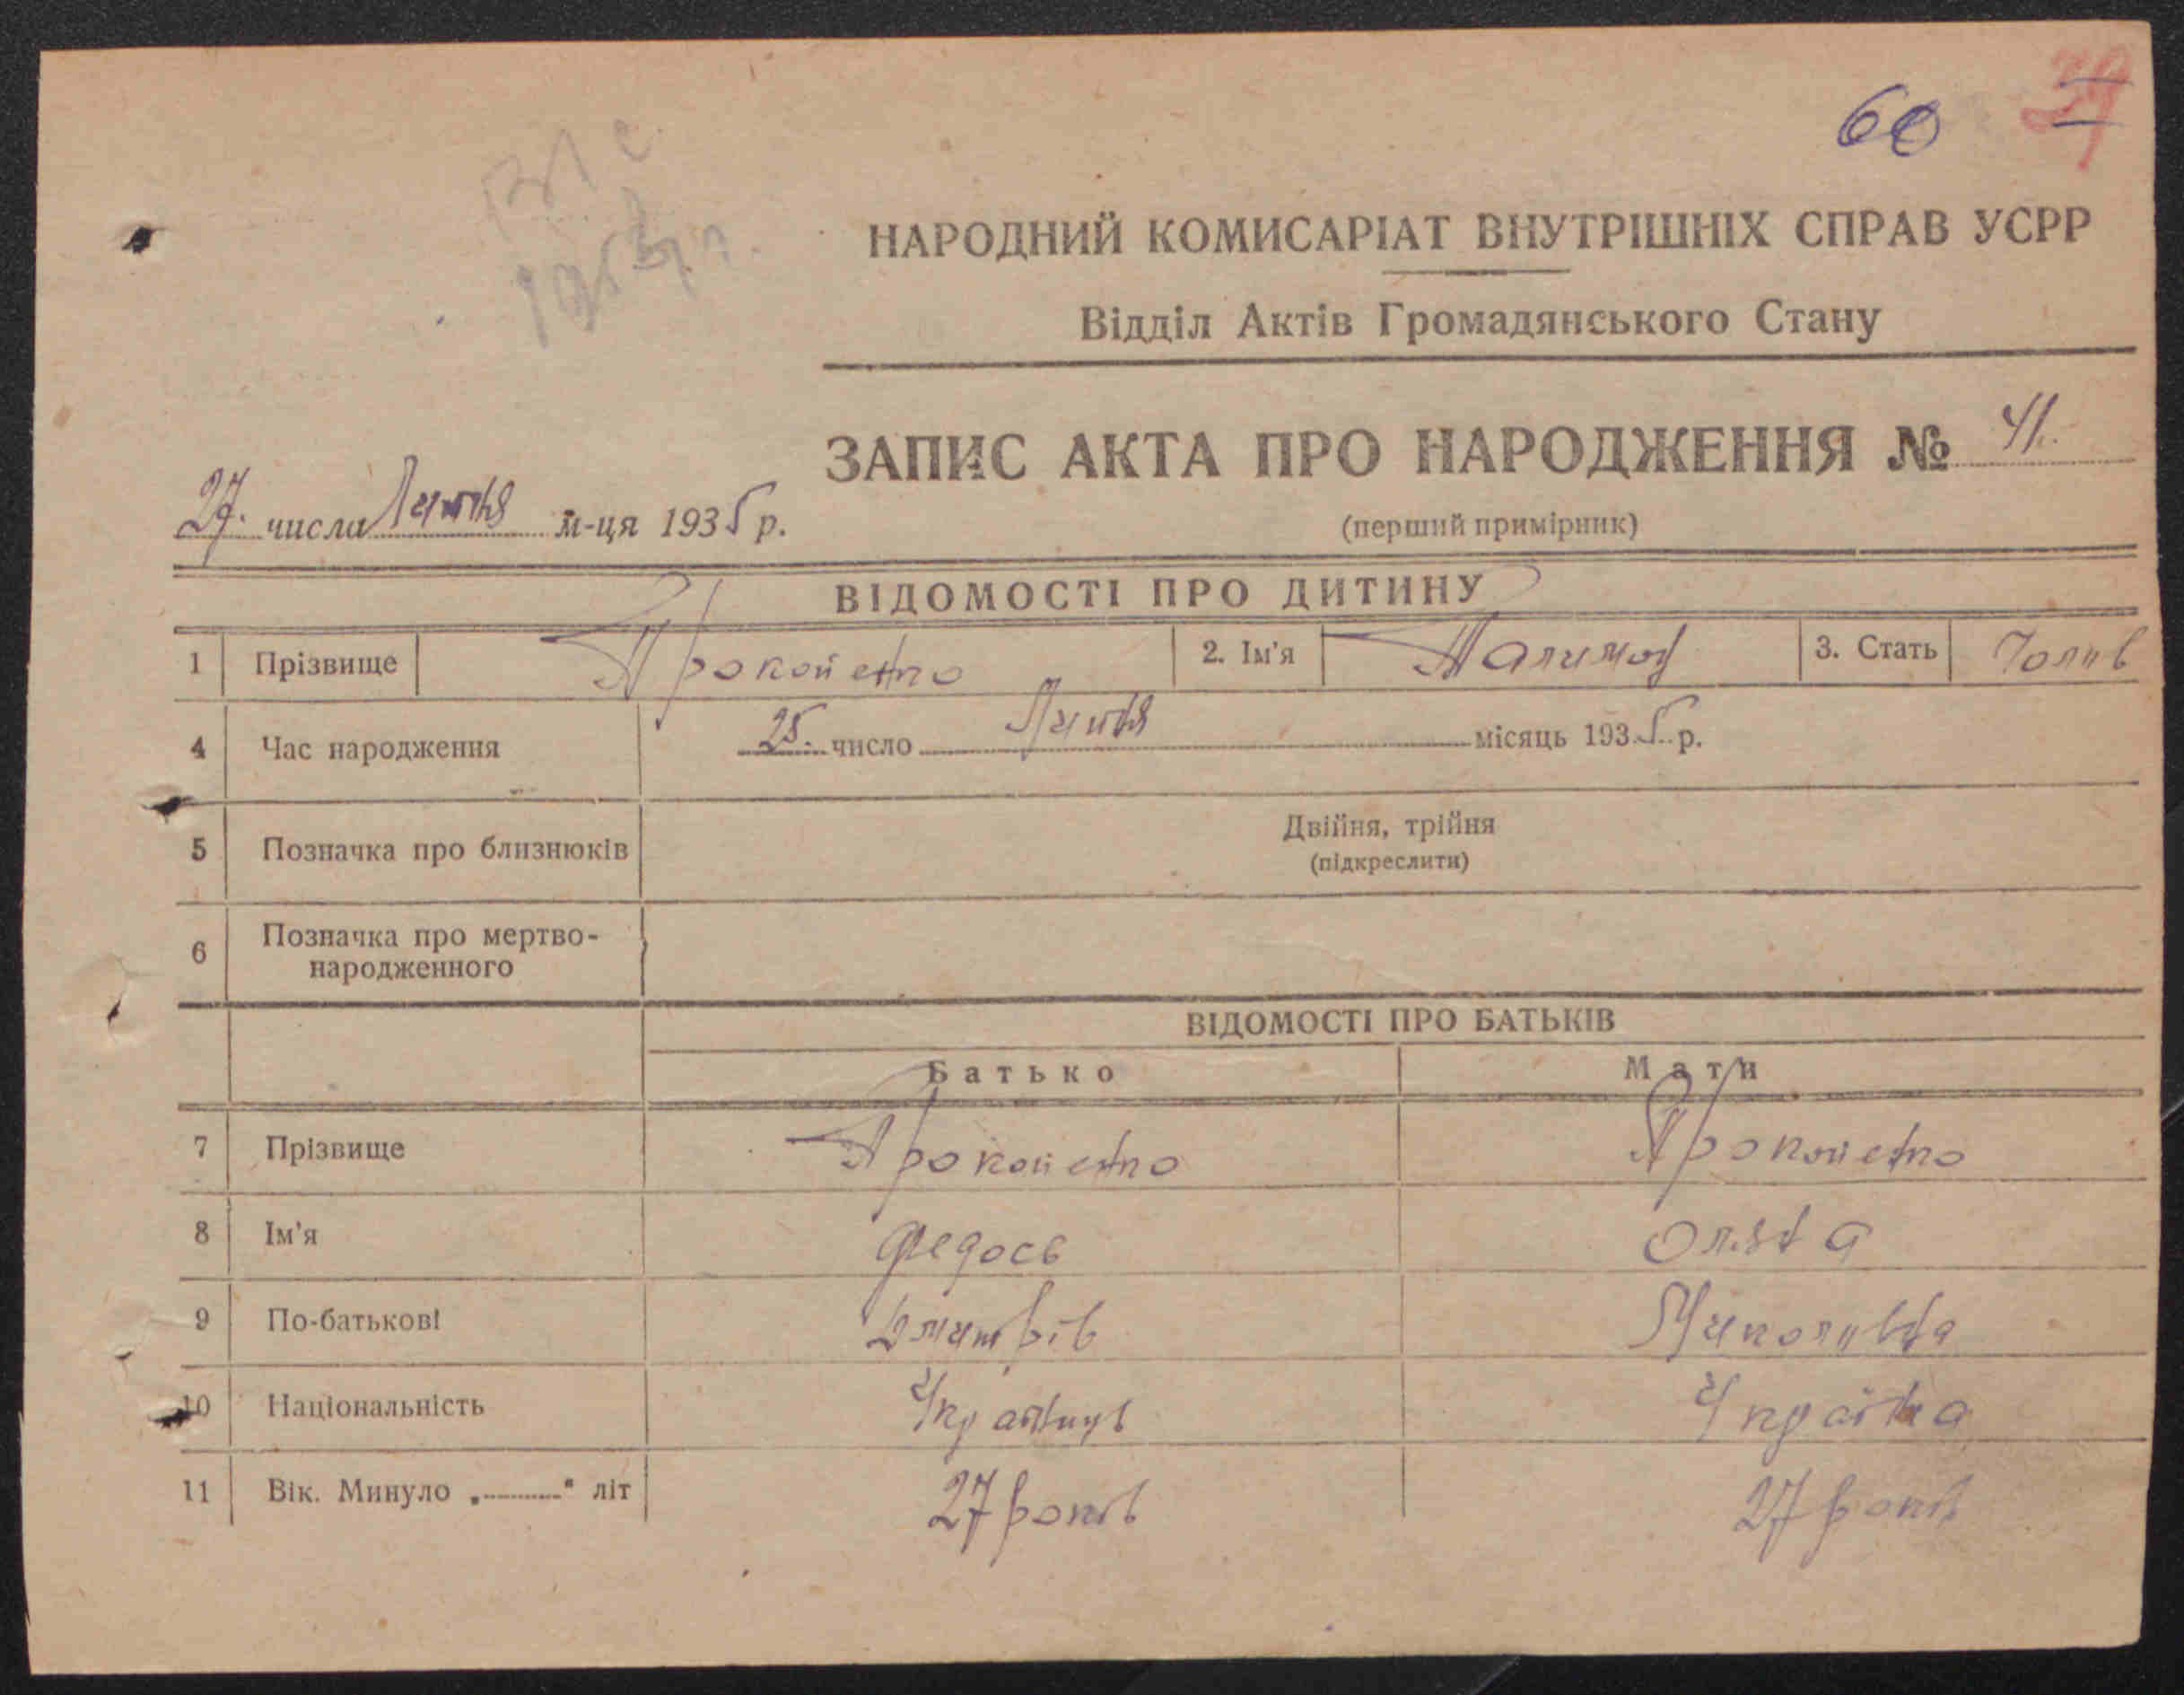 60 39
НАРОДНИЙ КОМИСАРІАТ ВНУТРІШНІХ СПРАВ УСРР
Відділ Актів Громадянського Стану
ЗАПИС АКТА ПРО НАРОДЖЕННЯ № 41.
27. числа Липня м-ця 1935 р.
(перший примірник)
ВІДОМОСТІ ПРО ДИТИНУ
1 Прізвище Прокопенко 2. Ім'я 3. Стать Чолов
4 Час народження 25. число Липня місяць 1935 р.
5 Позначка про близнюків Двійня, трійня
(підкреслити)
6 Позначка про мертво-
народженного
ВІДОМОСТІ ПРО БАТЬКІВ
Батько Мати
7 Прізвище Прокопенко Прокопенко
8 Ім'я Федось
9 По-батькові Дмитрів Миколивна
10 Національність Українка
11 Вік. Минуло „ “ літ 27 років 27 років